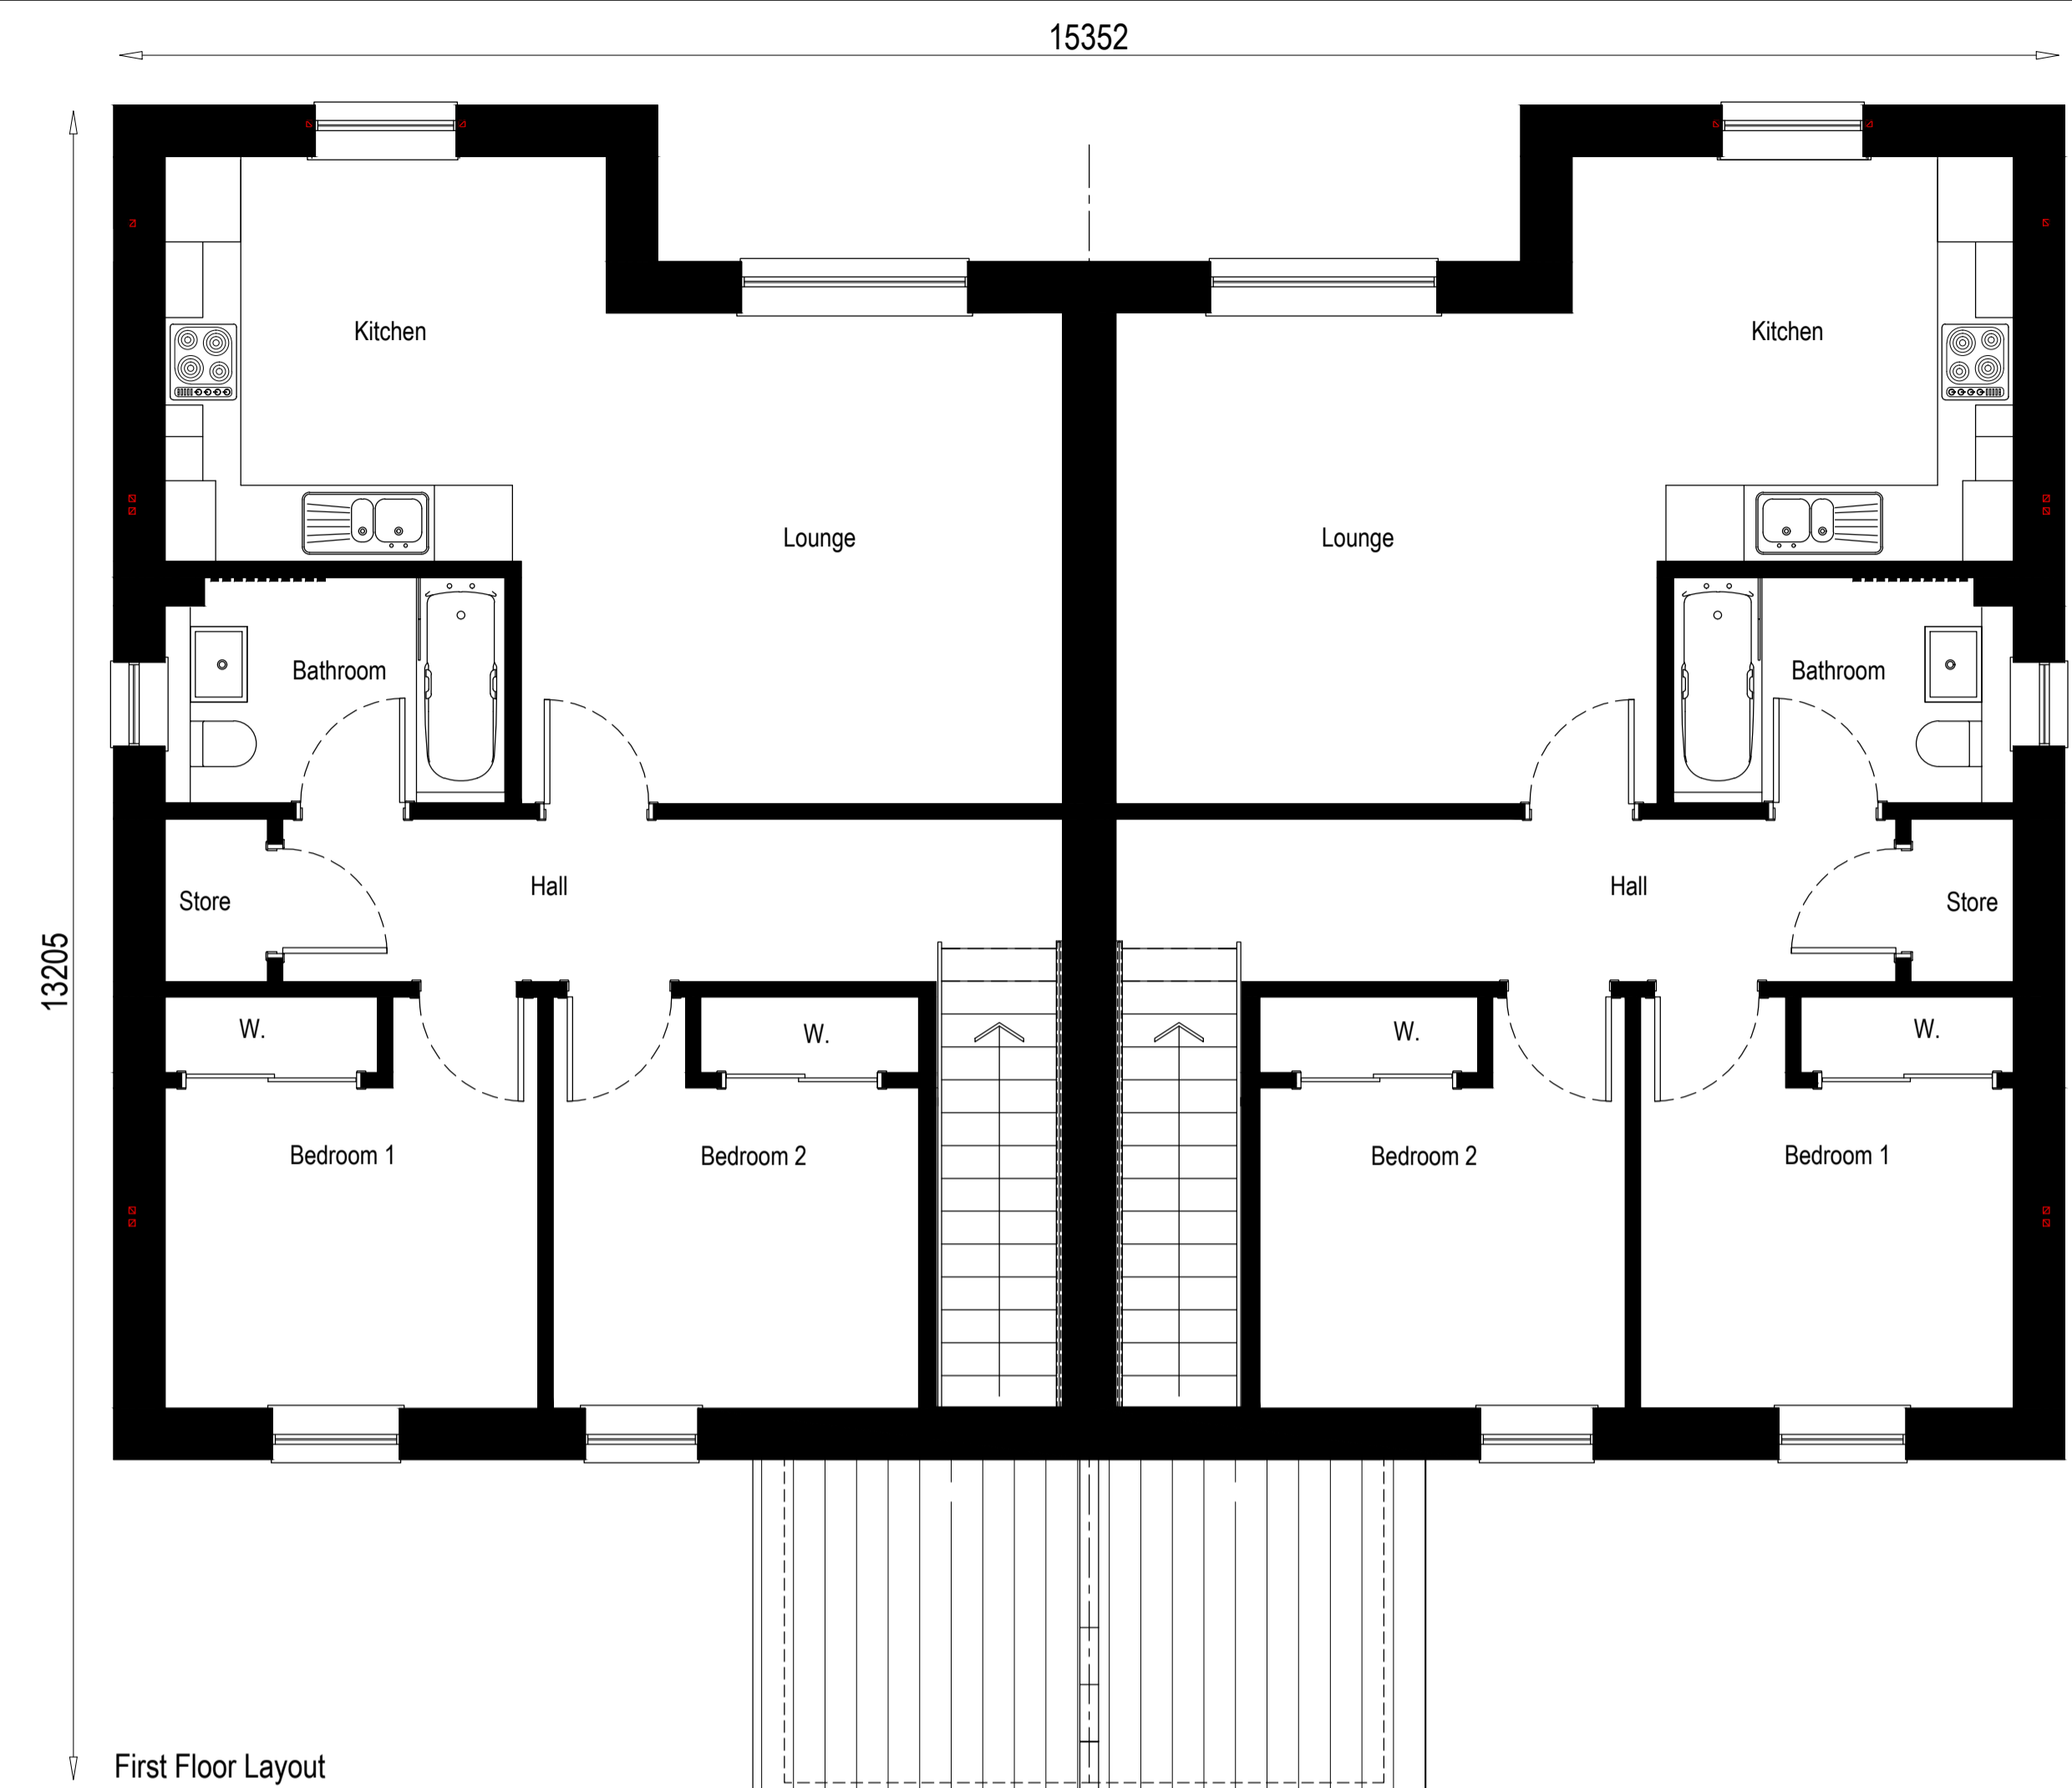 15352
13205
Kitchen
Kitchen
Lounge
Lounge
Bathroom
Bathroom
Hall
Hall
Store
Store
W.
W.
W.
W.
Bedroom 1
Bedroom 2
Bedroom 2
Bedroom 1
First Floor Layout